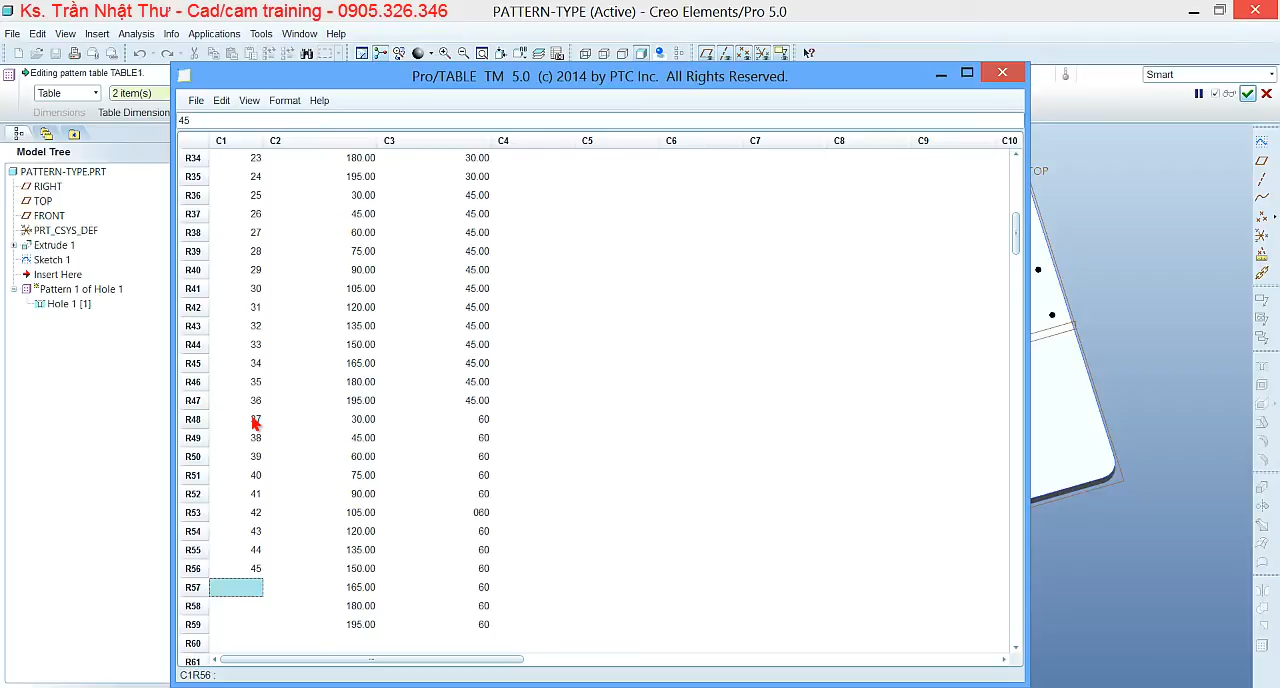 Ks. Trần Nhật Thư - Cad/cam training - 0905.326.346
PATTERN-TYPE (Active) - Creo Elements/Pro 5.0
File Edit View Insert Analysis Info Applications Tools Window Help
Editing pattern table TABLE1.
Table 2 item(s)
Dimensions Table Dimension
Smart
Model Tree
PATTERN-TYPE.PRT
RIGHT
TOP
FRONT
PRT_CSYS_DEF
Extrude 1
Sketch 1
Insert Here
Pattern 1 of Hole 1
Hole 1 [1]
Pro/TABLE TM 5.0 (c) 2014 by PTC Inc. All Rights Reserved.
File Edit View Format Help
45
C1 C2 C3 C4 C5 C6 C7 C8 C9 C10
R34 23 180.00 30.00
R35 24 195.00 30.00
R36 25 30.00 45.00
R37 26 45.00 45.00
R38 27 60.00 45.00
R39 28 75.00 45.00
R40 29 90.00 45.00
R41 30 105.00 45.00
R42 31 120.00 45.00
R43 32 135.00 45.00
R44 33 150.00 45.00
R45 34 165.00 45.00
R46 35 180.00 45.00
R47 36 195.00 45.00
R48 37 30.00 60
R49 38 45.00 60
R50 39 60.00 60
R51 40 75.00 60
R52 41 90.00 60
R53 42 105.00 060
R54 43 120.00 60
R55 44 135.00 60
R56 45 150.00 60
R57 165.00 60
R58 180.00 60
R59 195.00 60
R60
R61
C1R56 :
TOP